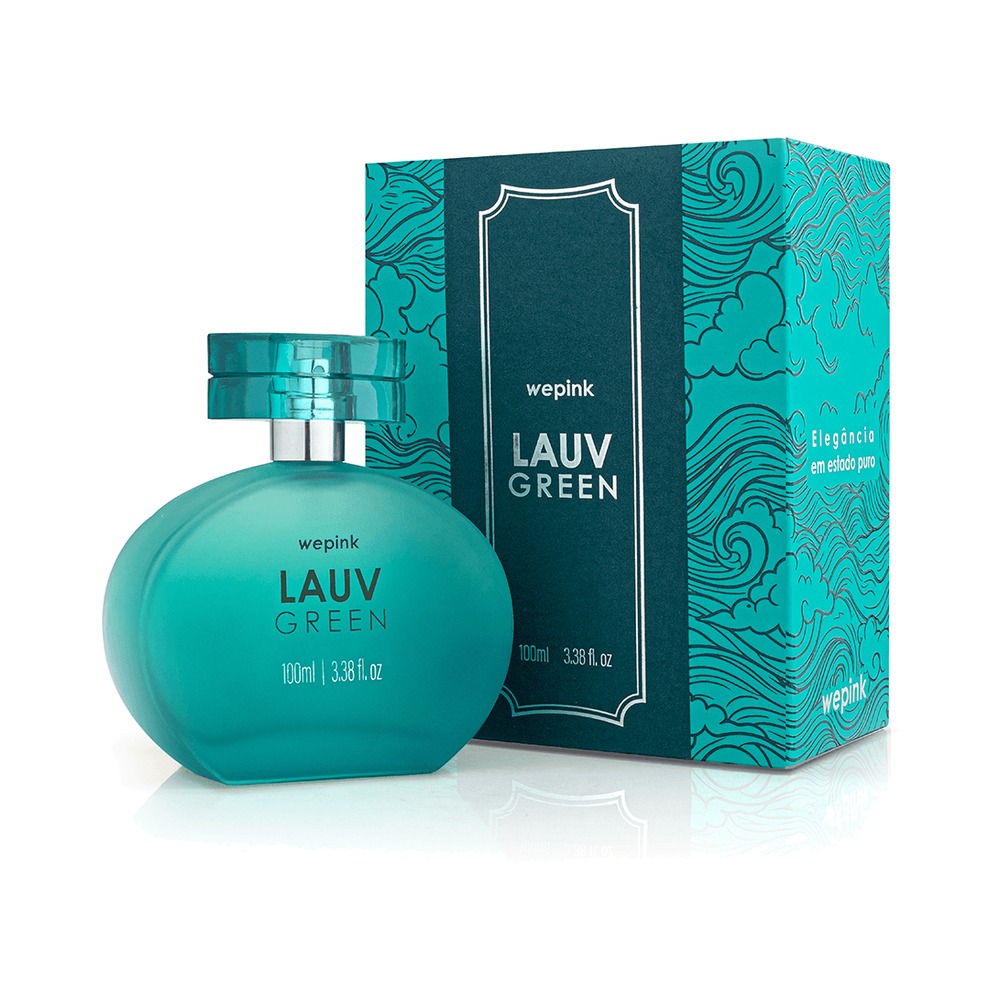 wepink
LAUV
GREEN
100ml | 3.38 fl. oz
wepink
LAUV
GREEN
100ml 3.38 fl. oz
Elegância
em estado puro
wepink